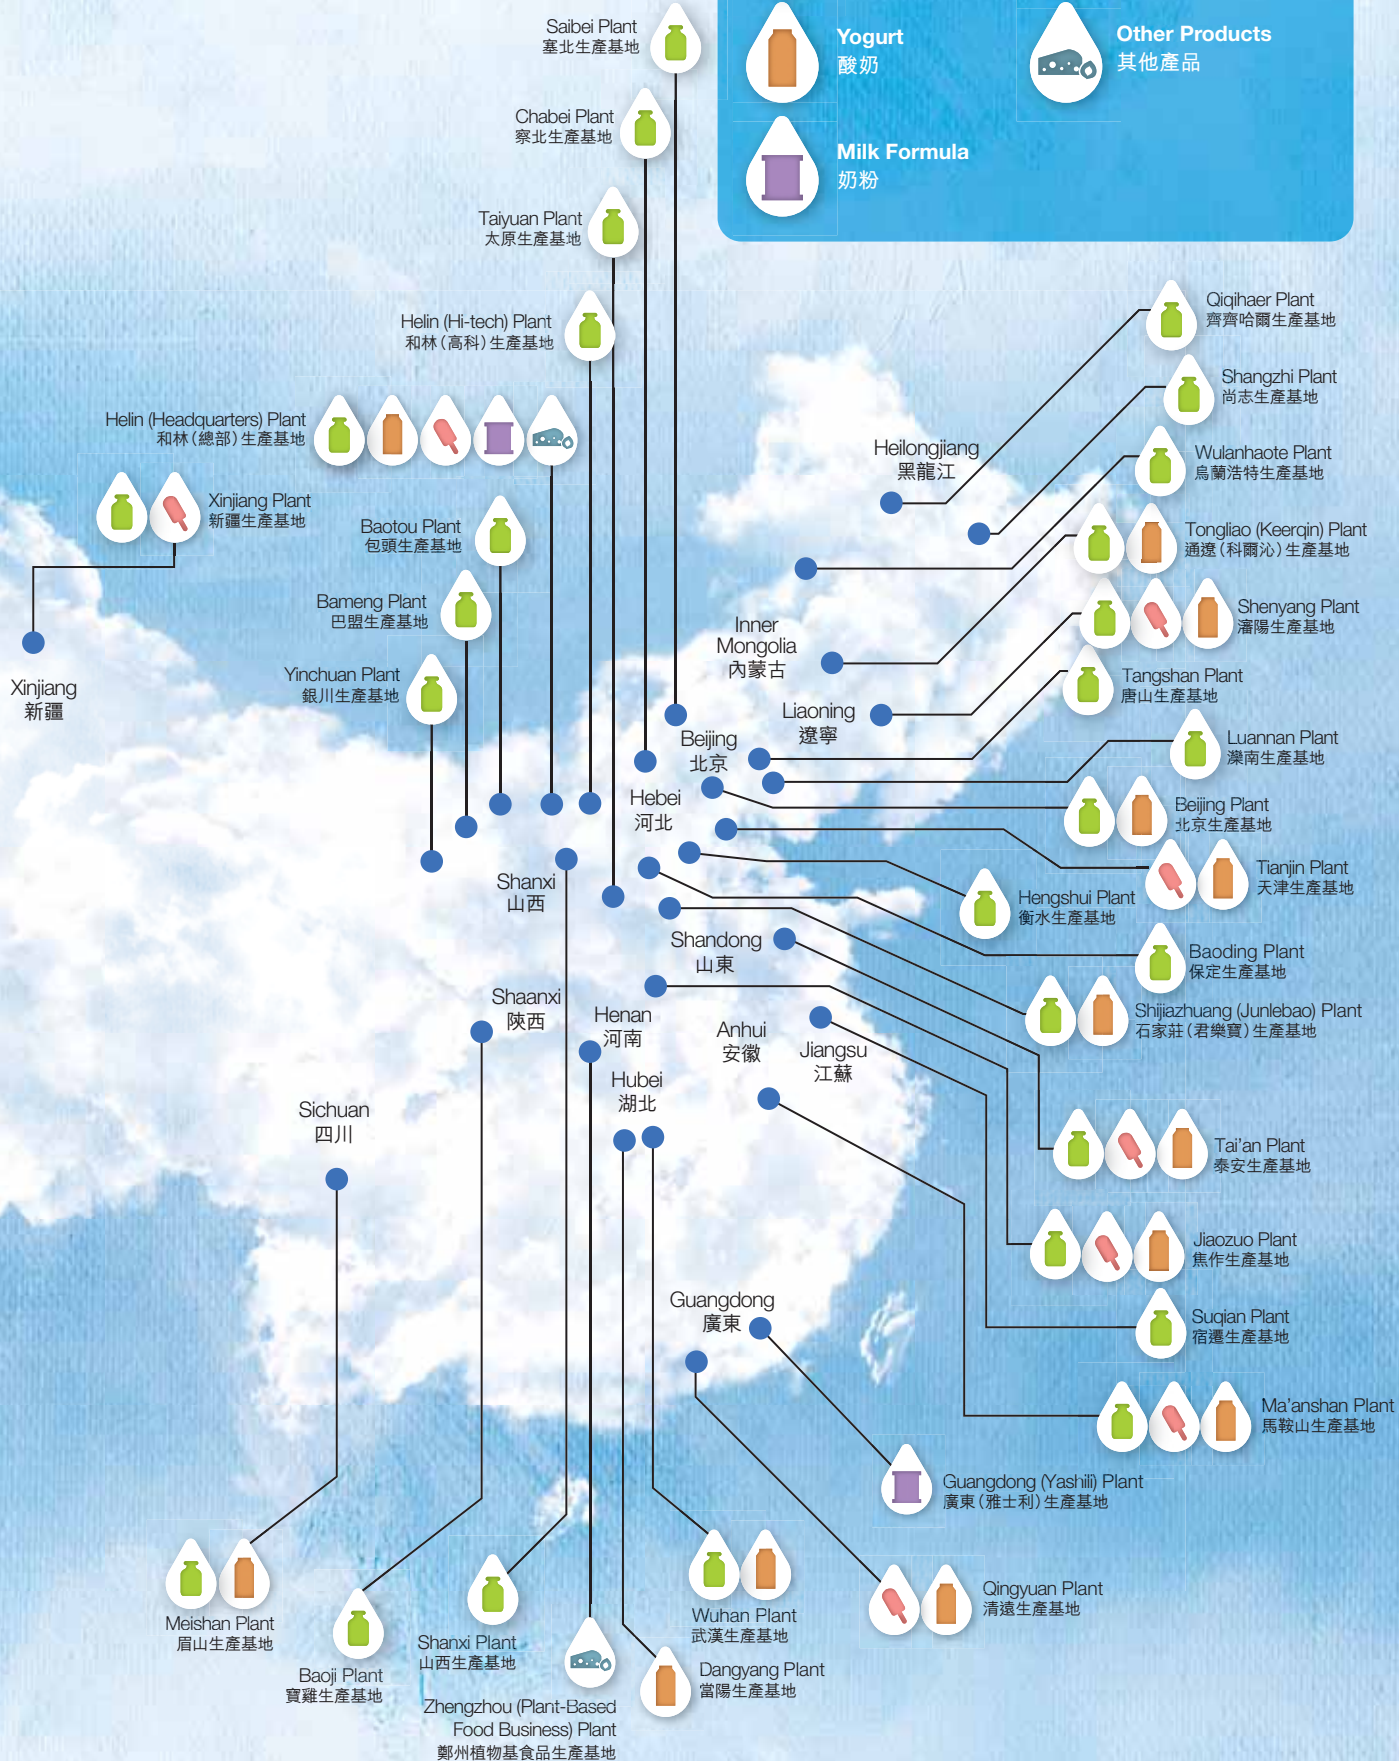 Saibei Plant
塞北生產基地
Yogurt
酸奶
Other Products
其他產品
Chabei Plant
察北生產基地
Milk Formula
奶粉
Taiyuan Plant
太原生產基地
Helin (Hi-tech) Plant
和林(高科)生產基地
Qiqihaer Plant
齊齊哈爾生產基地
Shangzhi Plant
尚志生產基地
Helin (Headquarters) Plant
和林(總部)生產基地
Heilongjiang
黑龍江
Wulanhaote Plant
烏蘭浩特生產基地
Xinjiang Plant
新疆生產基地
Baotou Plant
包頭生產基地
Tongliao (Keerqin) Plant
通遼(科爾沁)生產基地
Bameng Plant
巴盟生產基地
Inner
Mongolia
內蒙古
Shenyang Plant
瀋陽生產基地
Xinjiang
新疆
Yinchuan Plant
銀川生產基地
Tangshan Plant
唐山生產基地
Liaoning
遼寧
Beijing
北京
Luannan Plant
灤南生產基地
Hebei
河北
Beijing Plant
北京生產基地
Tianjin Plant
天津生產基地
Shanxi
山西
Hengshui Plant
衡水生產基地
Shandong
山東
Baoding Plant
保定生產基地
Shaanxi
陝西
Henan
河南
Anhui
安徽
Jiangsu
江蘇
Shijiazhuang (Junlebao) Plant
石家莊(君樂寶)生產基地
Hubei
湖北
Sichuan
四川
Tai'an Plant
泰安生產基地
Jiaozuo Plant
焦作生產基地
Guangdong
廣東
Suqian Plant
宿遷生產基地
Ma'anshan Plant
馬鞍山生產基地
Guangdong (Yashili) Plant
廣東(雅士利)生產基地
Qingyuan Plant
清遠生產基地
Meishan Plant
眉山生產基地
Baoji Plant
寶雞生產基地
Shanxi Plant
山西生產基地
Wuhan Plant
武漢生產基地
Dangyang Plant
當陽生產基地
Zhengzhou (Plant-Based
Food Business) Plant
鄭州植物基食品生產基地